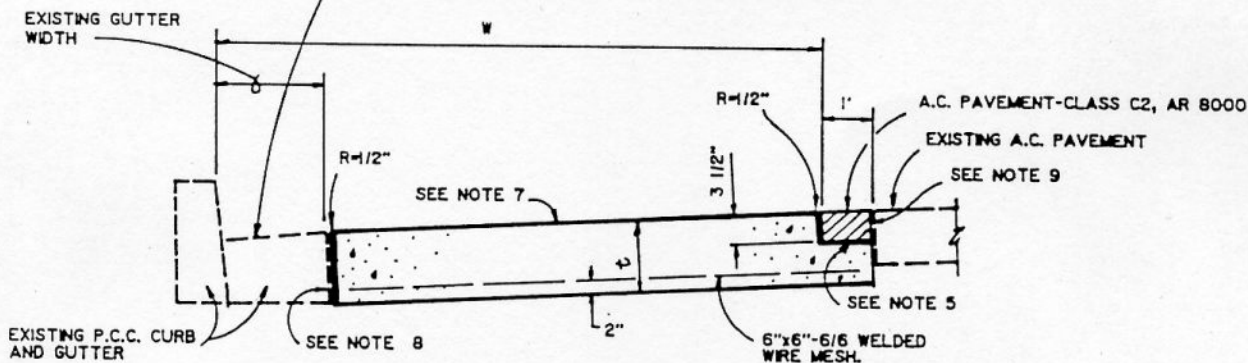 EXISTING GUTTER
WIDTH
W
R=1/2"
1'
A.C. PAVEMENT-CLASS C2, AR 8000
EXISTING A.C. PAVEMENT
R=1/2"
3 1/2"
SEE NOTE 9
SEE NOTE 7
t
SEE NOTE 5
2"
EXISTING P.C.C. CURB
AND GUTTER
SEE NOTE 8
6"x6"-6/6 WELDED
WIRE MESH.